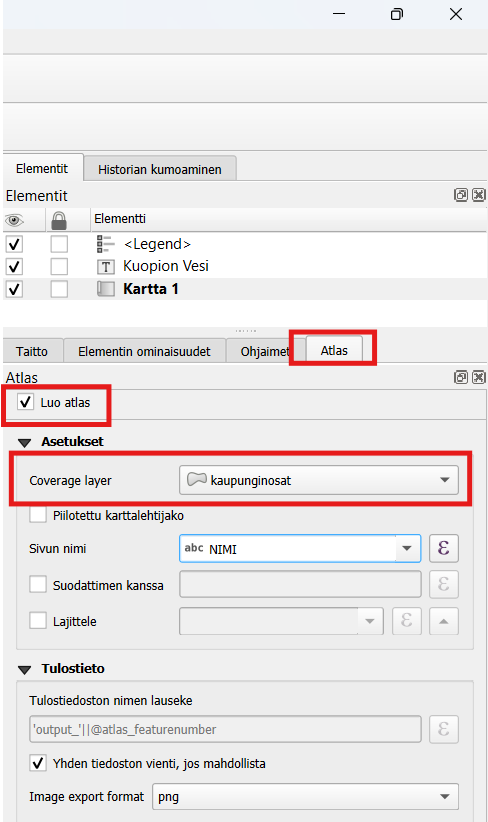 Elementit Historian kumoaminen
Elementit
Elementti
<Legend>
T Kuopion Vesi
Kartta 1
Taitto Elementin ominaisuudet Ohjaimet Atlas
Atlas
Luo atlas
Asetukset
Coverage layer kaupunginosat
Piilotettu karttalehtijako
Sivun nimi abc NIMI ε
Suodattimen kanssa ε
Lajittele ε
Tulostieto
Tulostiedoston nimen lauseke
'output_'||@atlas_featurenumber ε
Yhden tiedoston vienti, jos mahdollista
Image export format png